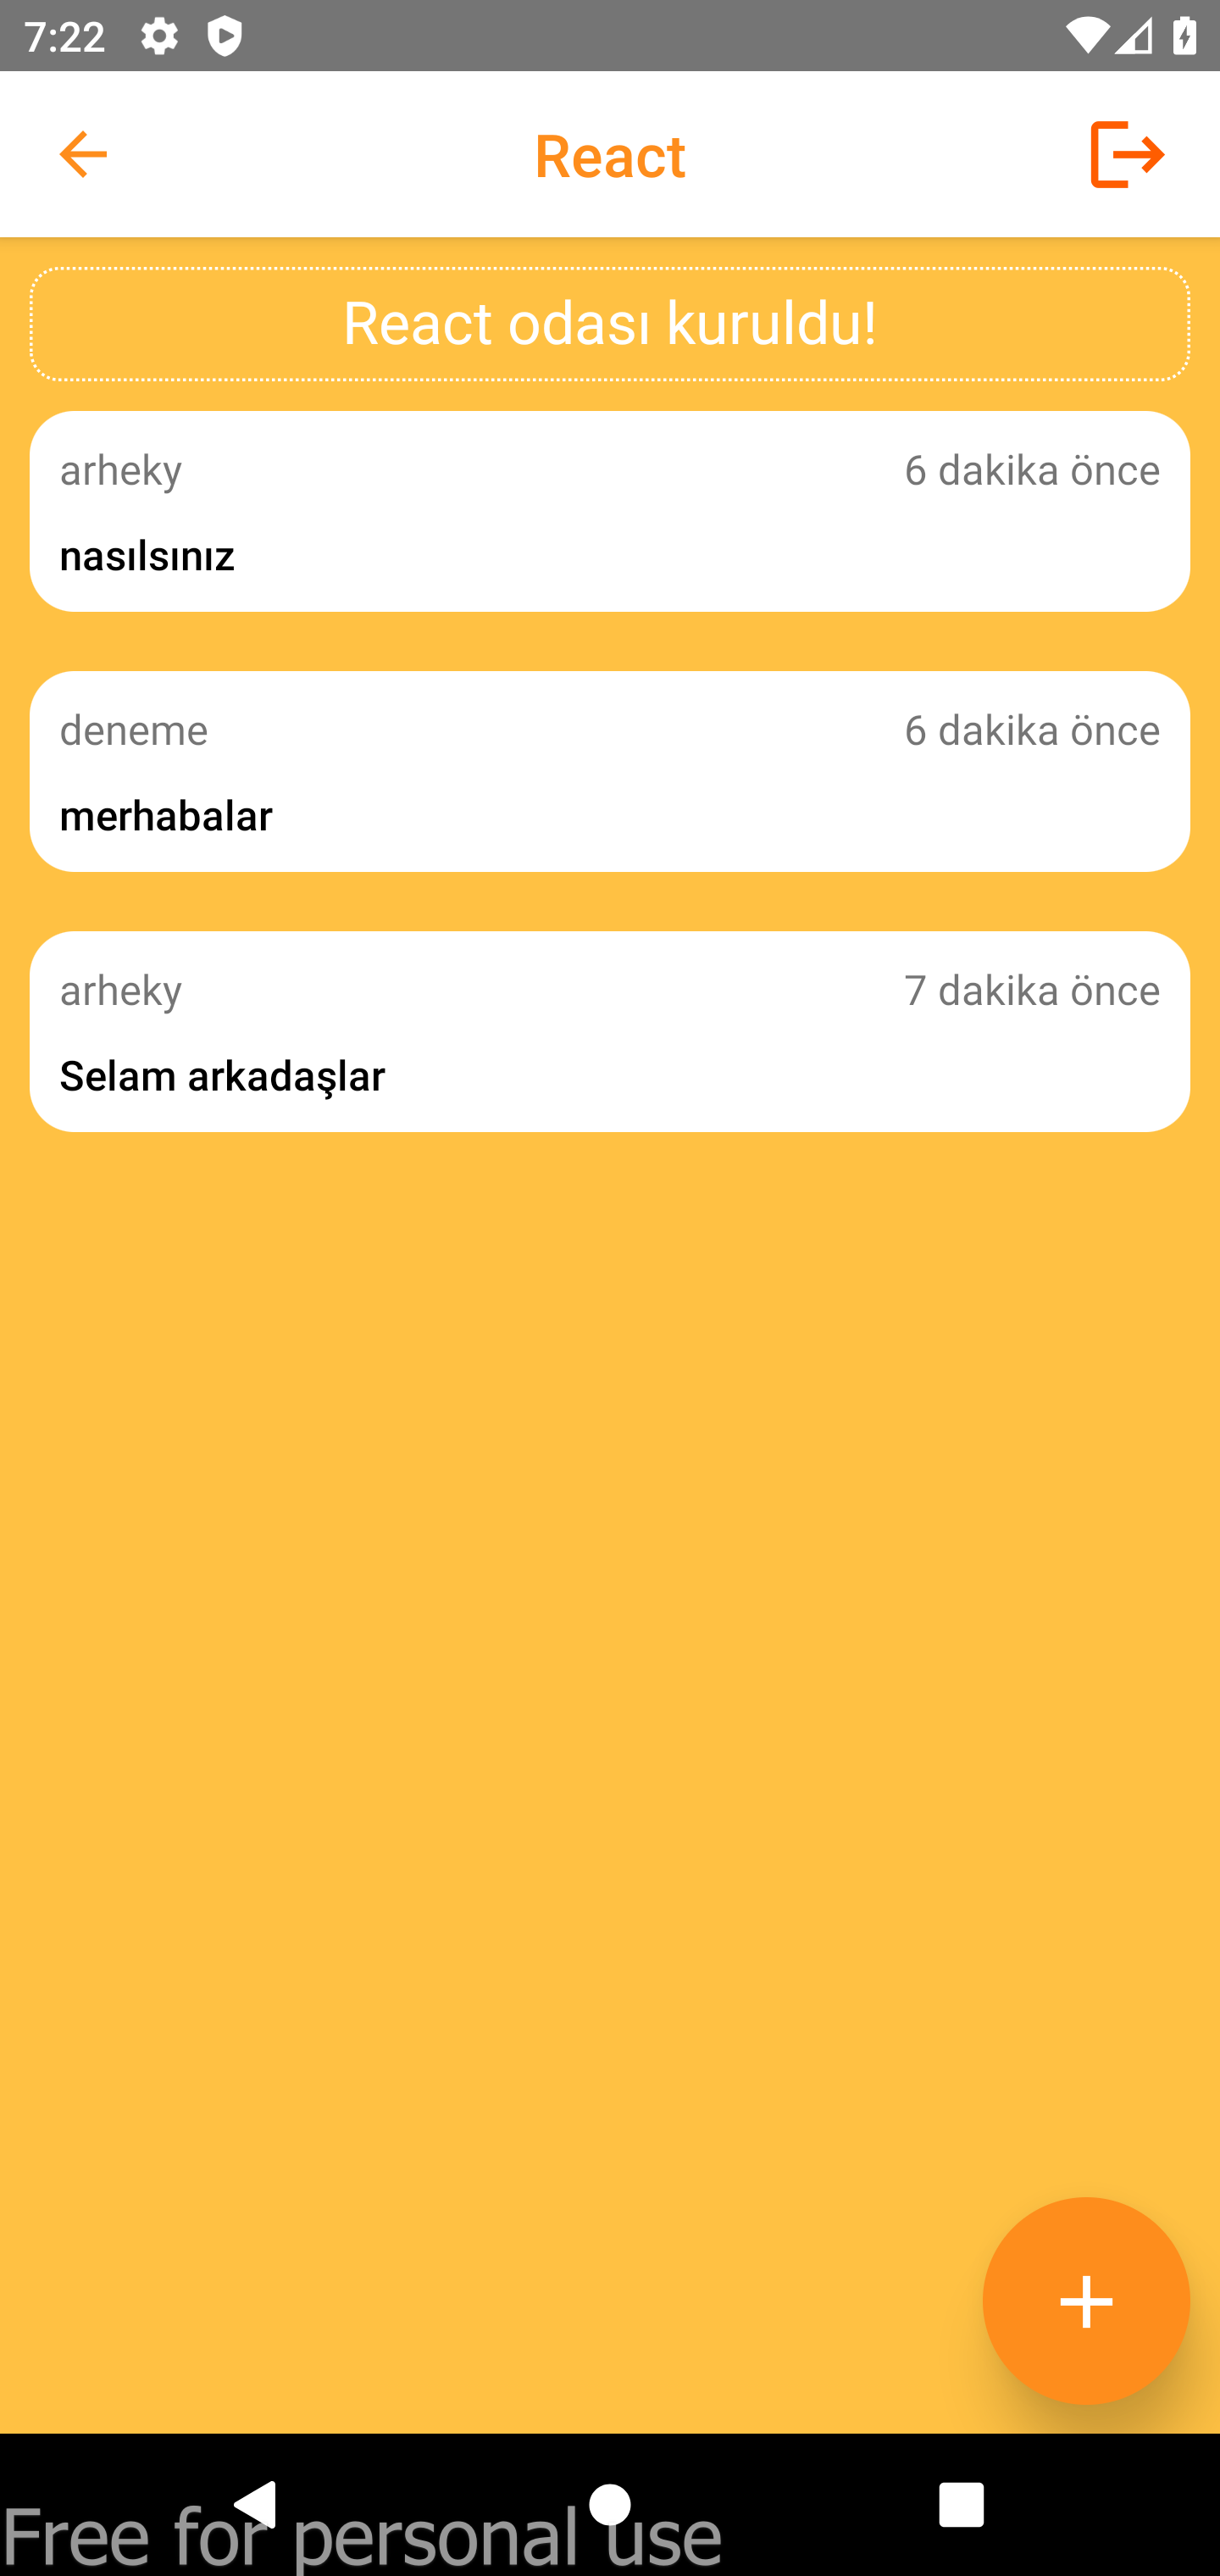 7:22
React
React odası kuruldu!
arheky 6 dakika önce
nasılsınız
deneme 6 dakika önce
merhabalar
arheky 7 dakika önce
Selam arkadaşlar
Free for personal use